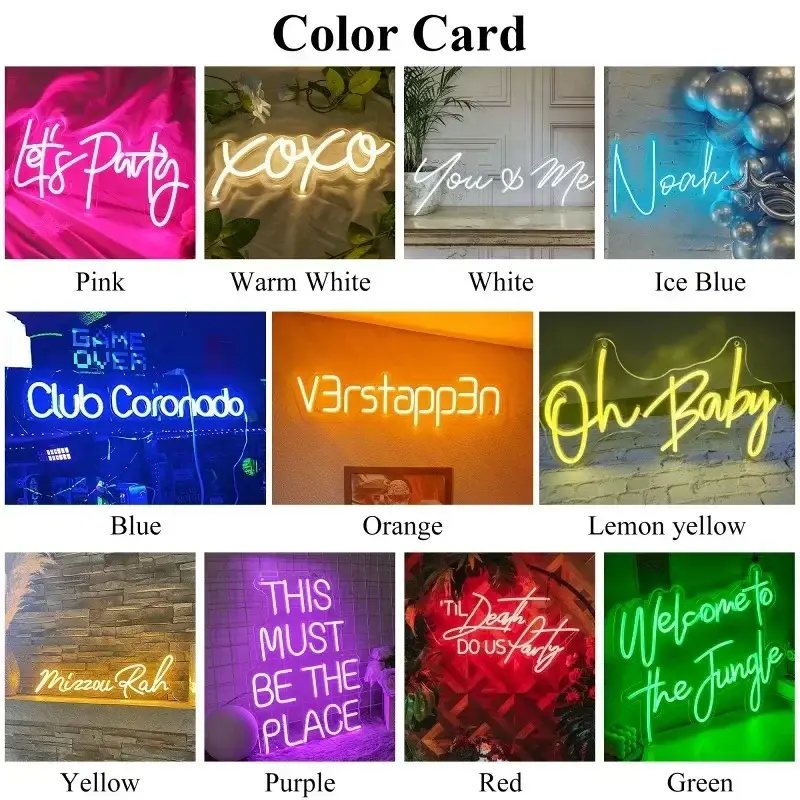 Color Card
Let's Party
xoxo
You & Me
Noah
Pink
Warm White
White
Ice Blue
GAME
OVER
Club Coronado
v3rstapp3n
Oh Baby
Blue
Orange
Lemon yellow
Mizzou Rah
THIS
MUST
BE THE
PLACE
'TIL Death
DO US Party
Welcome to
the Jungle
Yellow
Purple
Red
Green